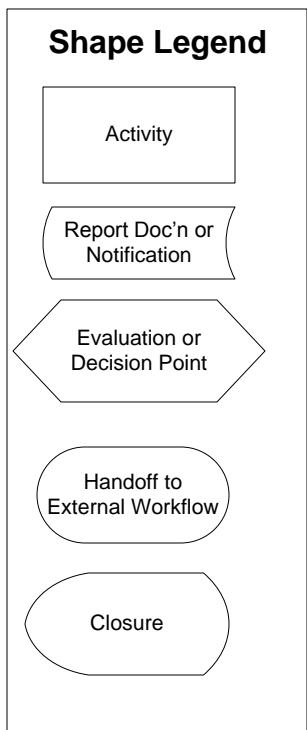 Shape Legend
Activity
Report Doc'n or
Notification
Evaluation or
Decision Point
Handoff to
External Workflow
Closure